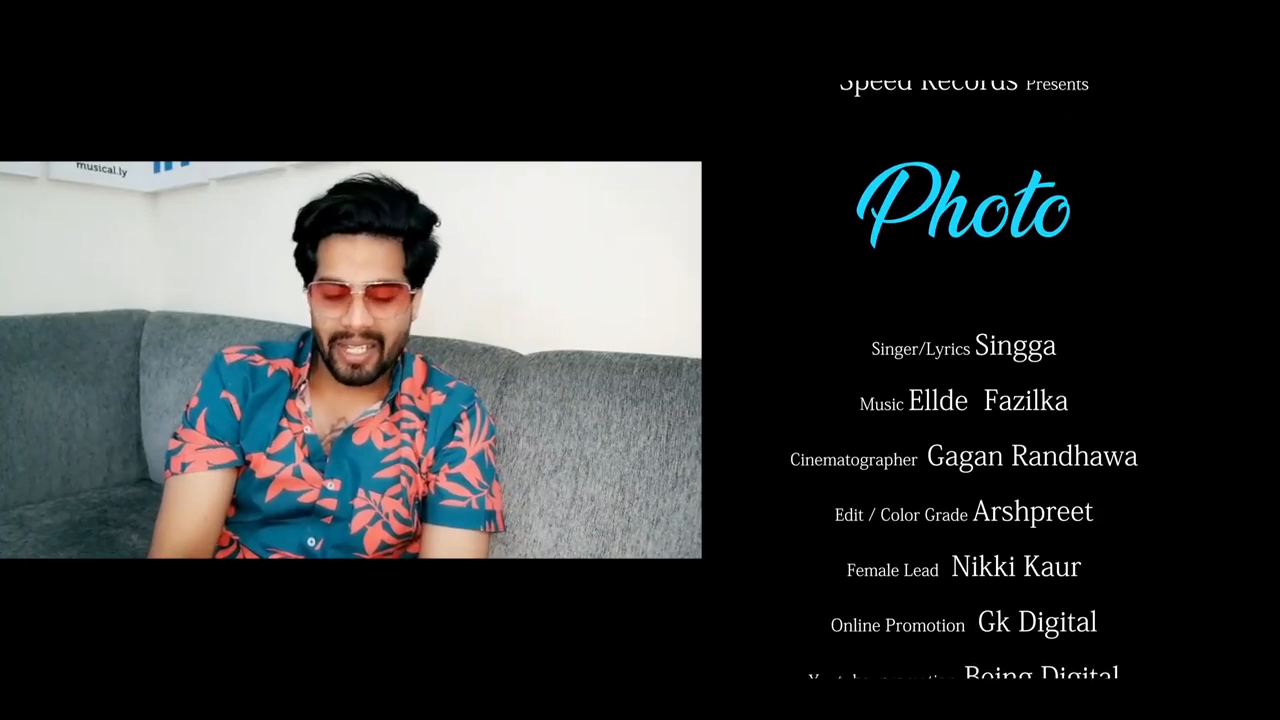 musical.ly
Speed Records Presents
Photo
Singer/Lyrics Singga
Music Ellde Fazilka
Cinematographer Gagan Randhawa
Edit / Color Grade Arshpreet
Female Lead Nikki Kaur
Online Promotion Gk Digital
Being Digital